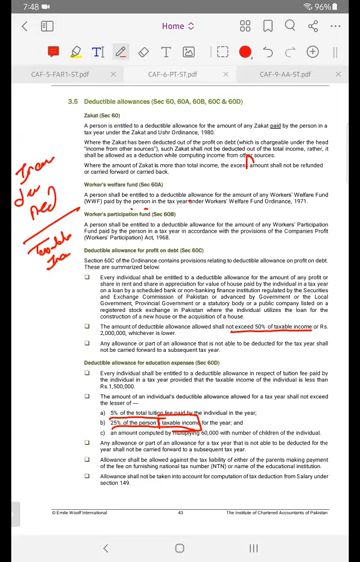 7:48
96%
Home
CAF-5-FAR1-ST.pdf
CAF-6-PT-ST.pdf
CAF-9-AA-ST.pdf
3.5 Deductible allowances (Sec 60, 60A, 60B, 60C & 60D)
Zakat (Sec 60)
A person is entitled to a deductible allowance for the amount of any Zakat paid by the person in a
tax year under the Zakat and Ushr Ordinance, 1980.
Where the Zakat has been deducted out of the profit on debt (which is chargeable under the head
"income from other sources"), such Zakat shall not be deducted out of the total income, rather, it
shall be allowed as a deduction while computing income from other sources.
Where the amount of Zakat is more than total income, the excess amount shall not be refunded
or carried forward or carried back.
Worker's welfare fund (Sec 60A)
A person shall be entitled to a deductible allowance for the amount of any Workers' Welfare Fund
(WWF) paid by the person in the tax year under Workers' Welfare Fund Ordinance, 1971.
Worker's participation fund (Sec 60B)
A person shall be entitled to a deductible allowance for the amount of any Workers' Participation
Fund paid by the person in a tax year in accordance with the provisions of the Companies Profit
(Workers' Participation) Act, 1968.
Deductible allowance for profit on debt (Sec 60C)
Section 60C of the Ordinance contains provisions relating to deductible allowance on profit on debt.
These are summarized below:
Every individual shall be entitled to a deductible allowance for the amount of any profit or
share in rent and share in appreciation for value of house paid by the individual in a tax year
on a loan by a scheduled bank or non-banking finance institution regulated by the Securities
and Exchange Commission of Pakistan or advanced by Government or the Local
Government, Provincial Government or a statutory body or a public company listed on a
registered stock exchange in Pakistan where the individual utilizes the loan for the
construction of a new house or the acquisition of a house.
The amount of deductible allowance allowed shall not exceed 50% of taxable income or Rs.
2,000,000, whichever is lower.
Any allowance or part of an allowance that is not able to be deducted for the tax year shall
not be carried forward to a subsequent tax year.
Deductible allowance for education expenses (Sec 60D)
Every individual shall be entitled to a deductible allowance in respect of tuition fee paid by
the individual in a tax year provided that the taxable income of the individual is less than
Rs.1,500,000.
The amount of an individual's deductible allowance allowed for a tax year shall not exceed
the lesser of -
a) 5% of the total tuition fee paid by the individual in the year;
b) 25% of the person's taxable income for the year; and
c) an amount computed by multiplying 60,000 with number of children of the individual.
Any allowance or part of an allowance for a tax year that is not able to be deducted for the
year shall not be carried forward to a subsequent tax year.
Allowance shall be allowed against the tax liability of either of the parents making payment
of the fee on furnishing national tax number (NTN) or name of the educational institution.
Allowance shall not be taken into account for computation of tax deduction from Salary under
section 149.
© Emile Woolf International
43
The Institute of Chartered Accountants of Pakistan